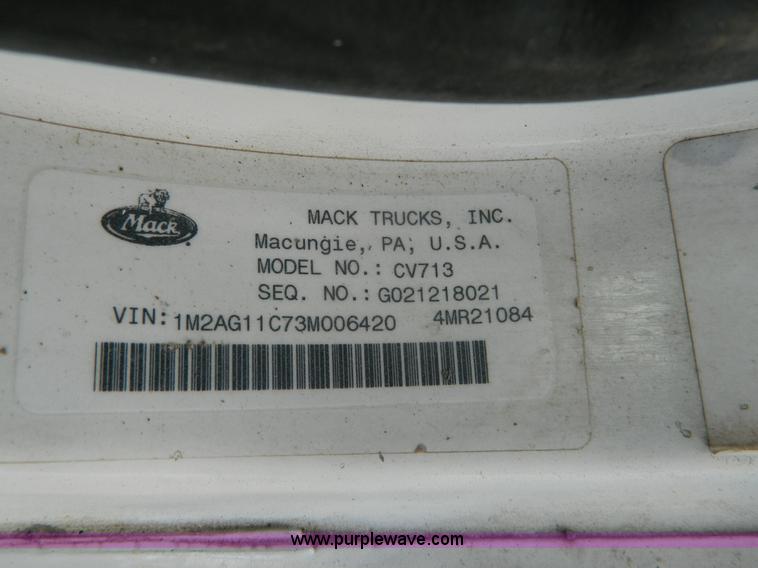 Mack
MACK TRUCKS, INC.
Macungie, PA, U.S.A.
MODEL NO.: CV713
SEQ. NO.: G021218021
VIN: 1M2AG11C73M006420 4MR21084
www.purplewave.com